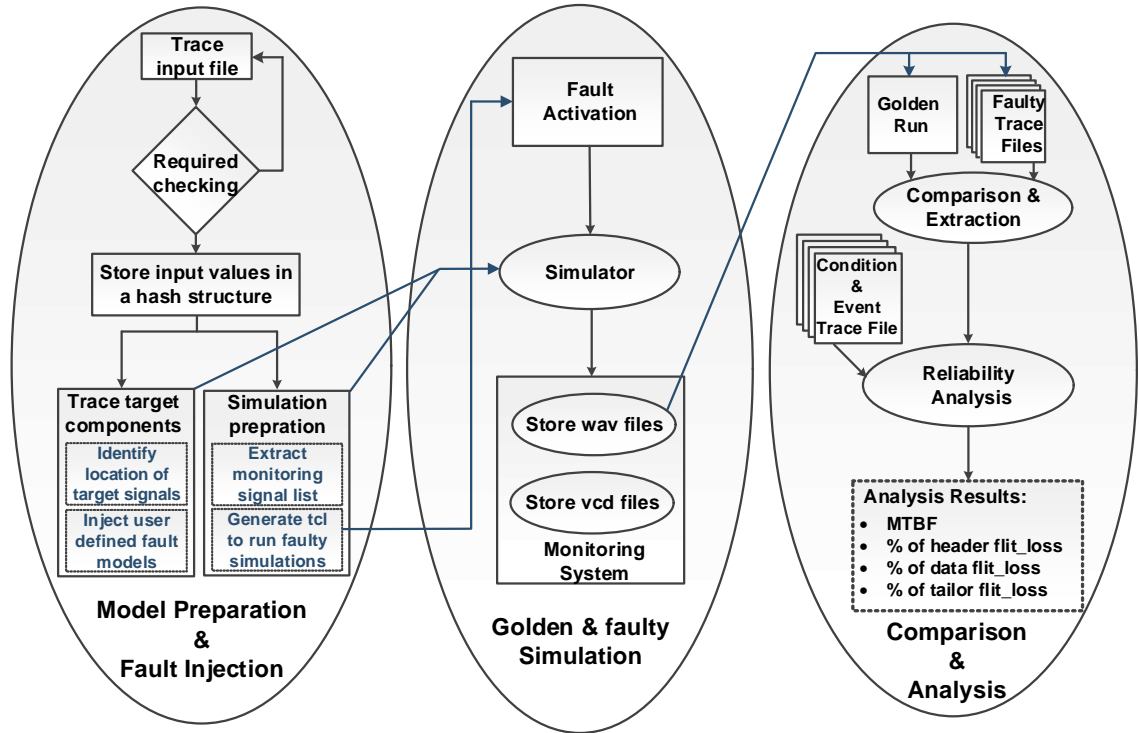 Trace
input file
Required
checking
Store input values in
a hash structure
Trace target
components
Identify
location of
target signals
Inject user
defined fault
models
Simulation
prepration
Extract
monitoring
signal list
Generate tcl
to run faulty
simulations
Model Preparation
&
Fault Injection
Fault
Activation
Simulator
Store wav files
Store vcd files
Monitoring
System
Golden & faulty
Simulation
Golden
Run
Faulty
Trace
Files
Comparison &
Extraction
Condition
&
Event
Trace File
Reliability
Analysis
Analysis Results:
• MTBF
• % of header flit_loss
• % of data flit_loss
• % of tailor flit_loss
Comparison
&
Analysis